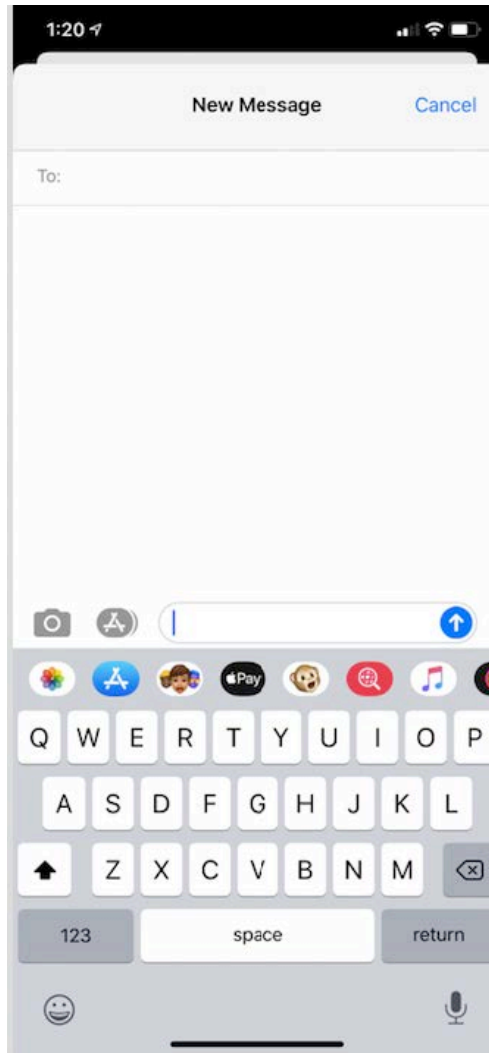 1:20
New Message Cancel
To:
Pay
Q W E R T Y U I O P
A S D F G H J K L
Z X C V B N M
123 space return